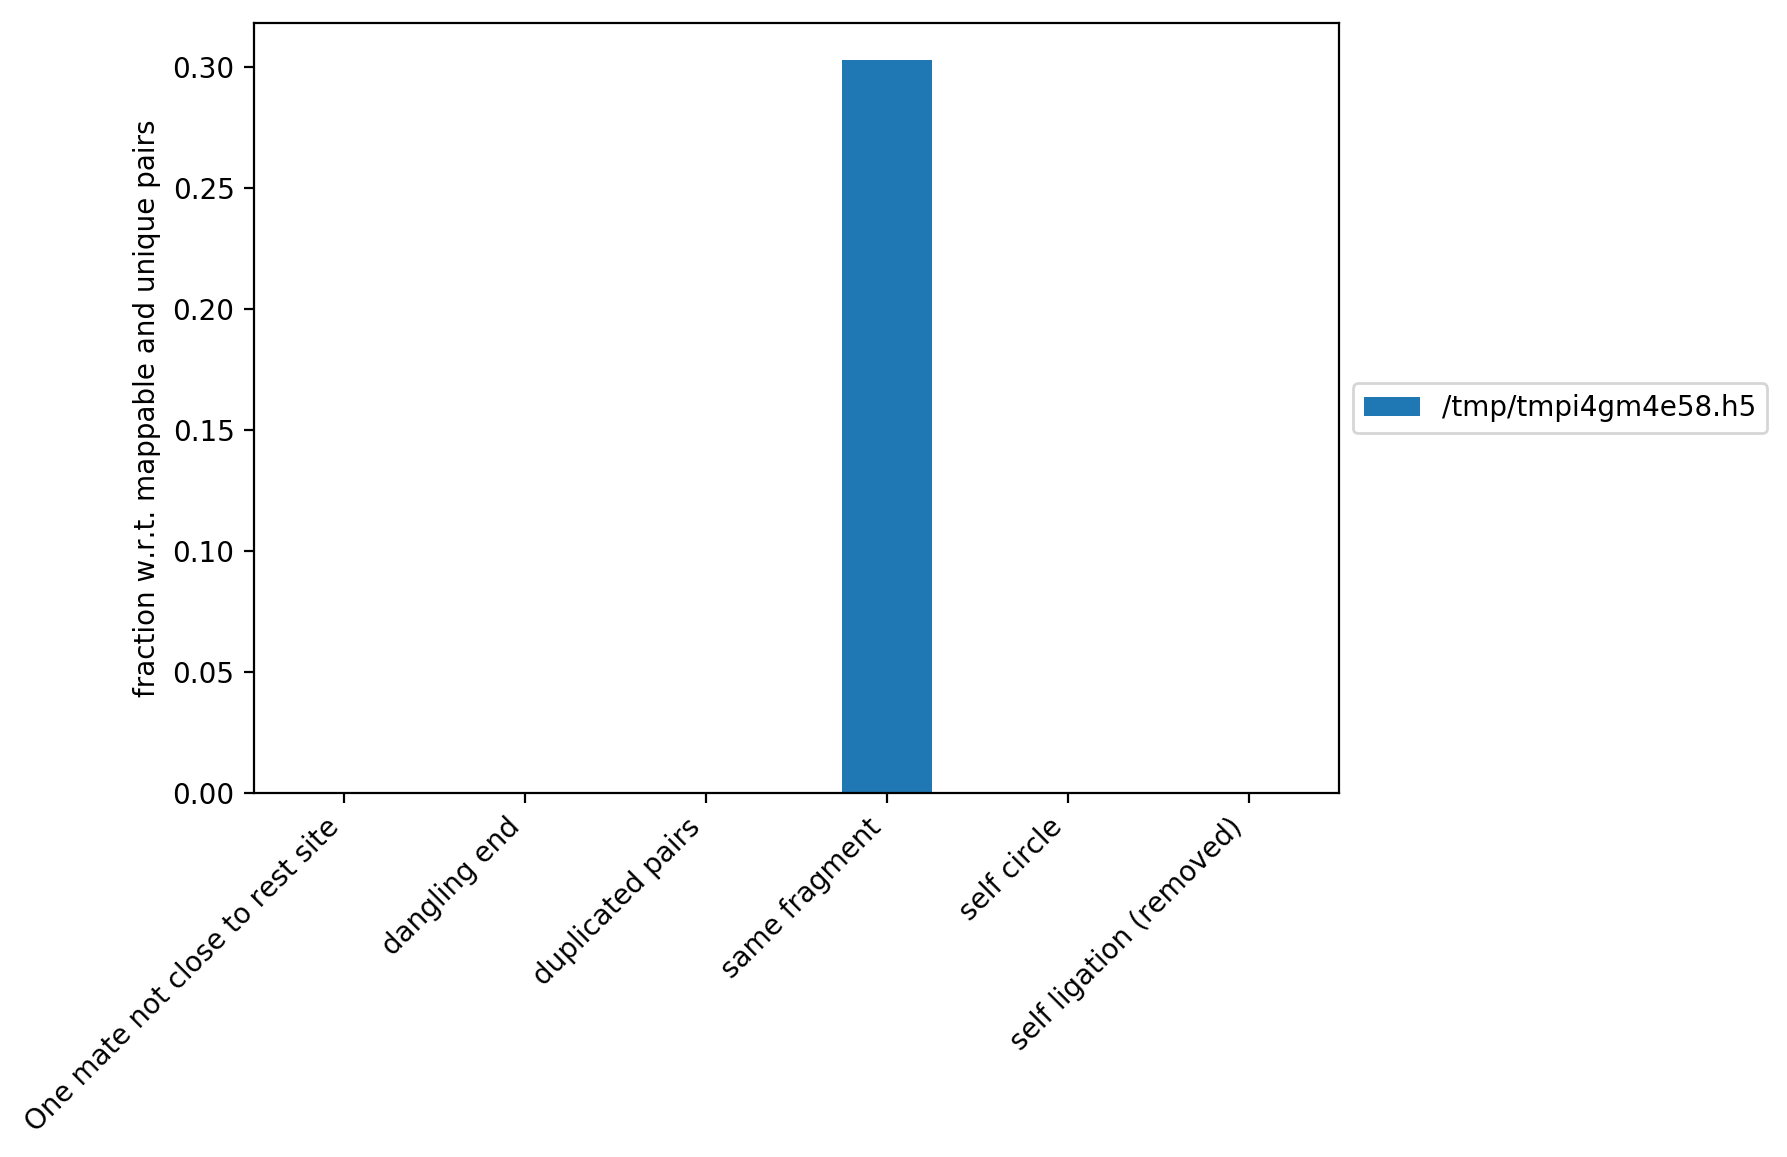 fraction w.r.t. mappable and unique pairs
0.30
0.25
0.20
0.15
0.10
0.05
0.00
One mate not close to rest site
dangling end
duplicated pairs
same fragment
self circle
self ligation (removed)
/tmp/tmpi4gm4e58.h5